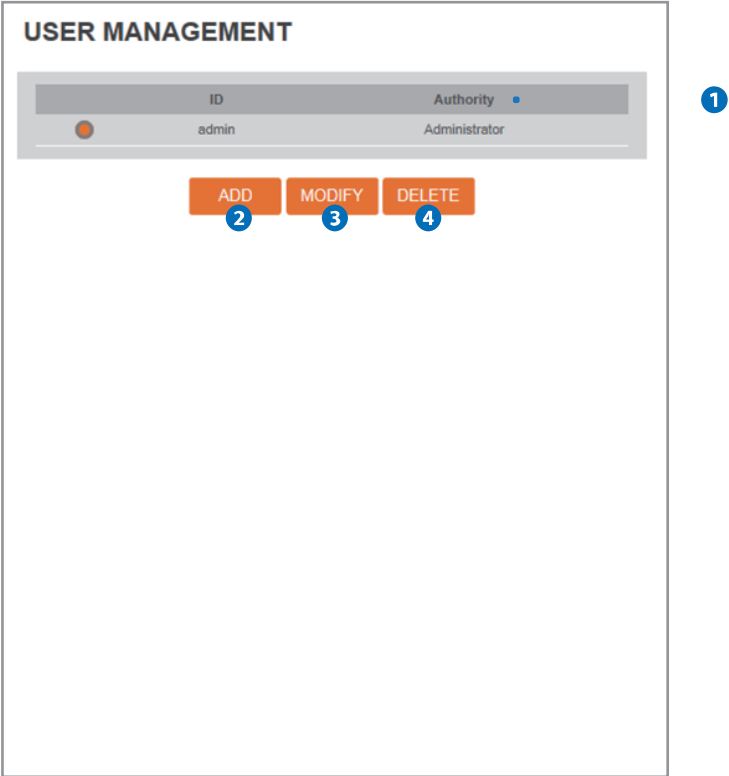 USER MANAGEMENT
ID Authority
1
admin Administrator
ADD MODIFY DELETE
2 3 4